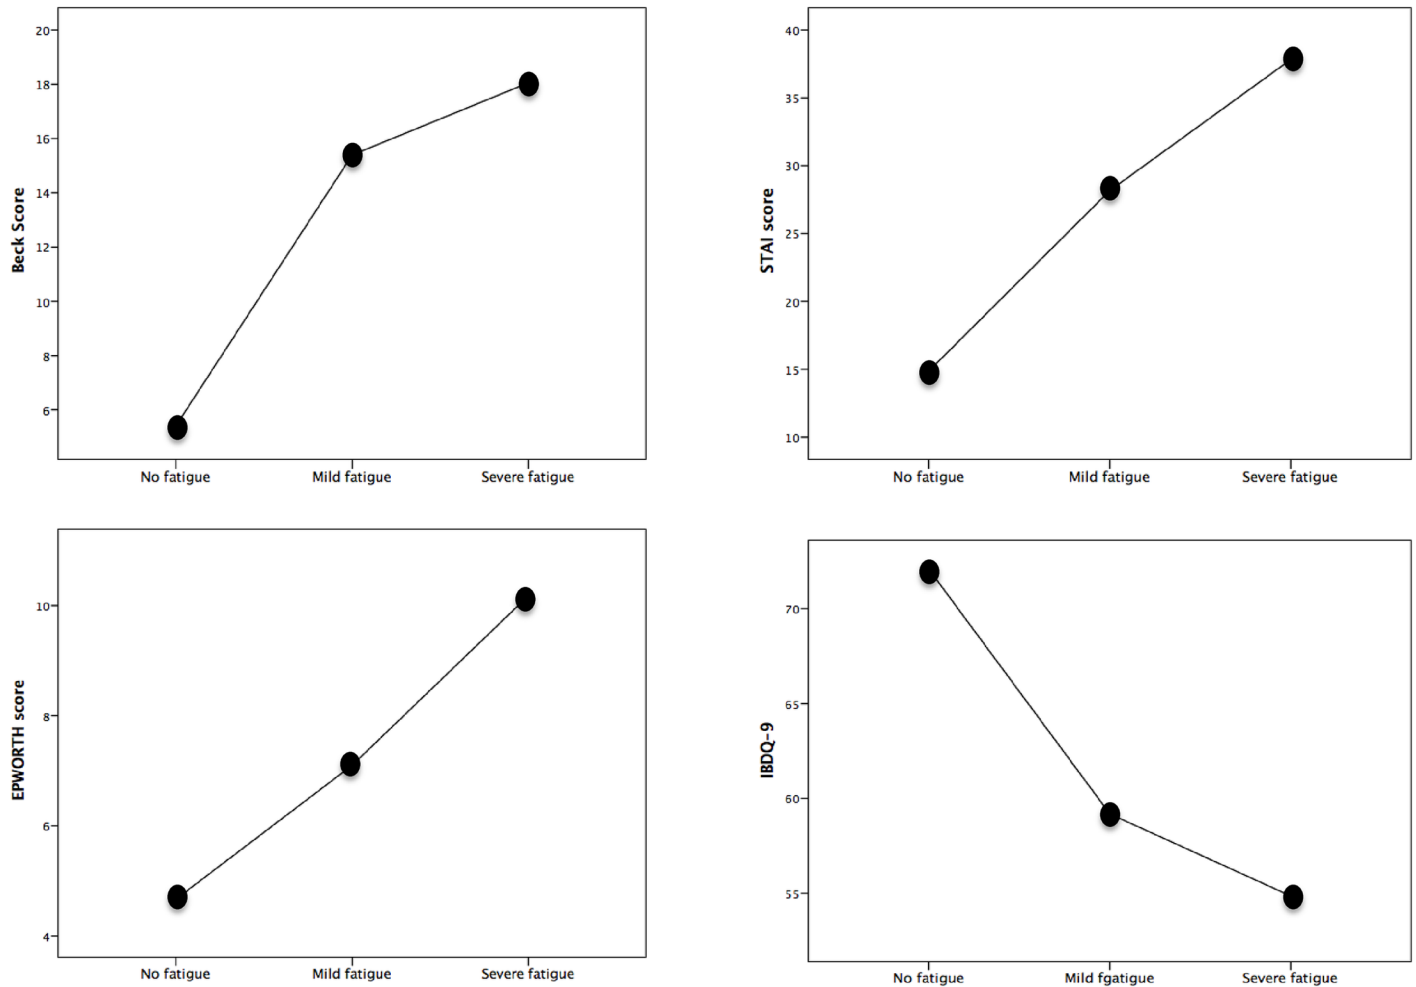 Beck Score
20
18
16
14
12
10
8
6
No fatigue Mild fatigue Severe fatigue
STAI score
40
35
30
25
20
15
10
No fatigue Mild fatigue Severe fatigue
EPWORTH score
10
8
6
4
No fatigue Mild fatigue Severe fatigue
IBDQ-9
70
65
60
55
No fatigue Mild fgatigue Severe fatigue